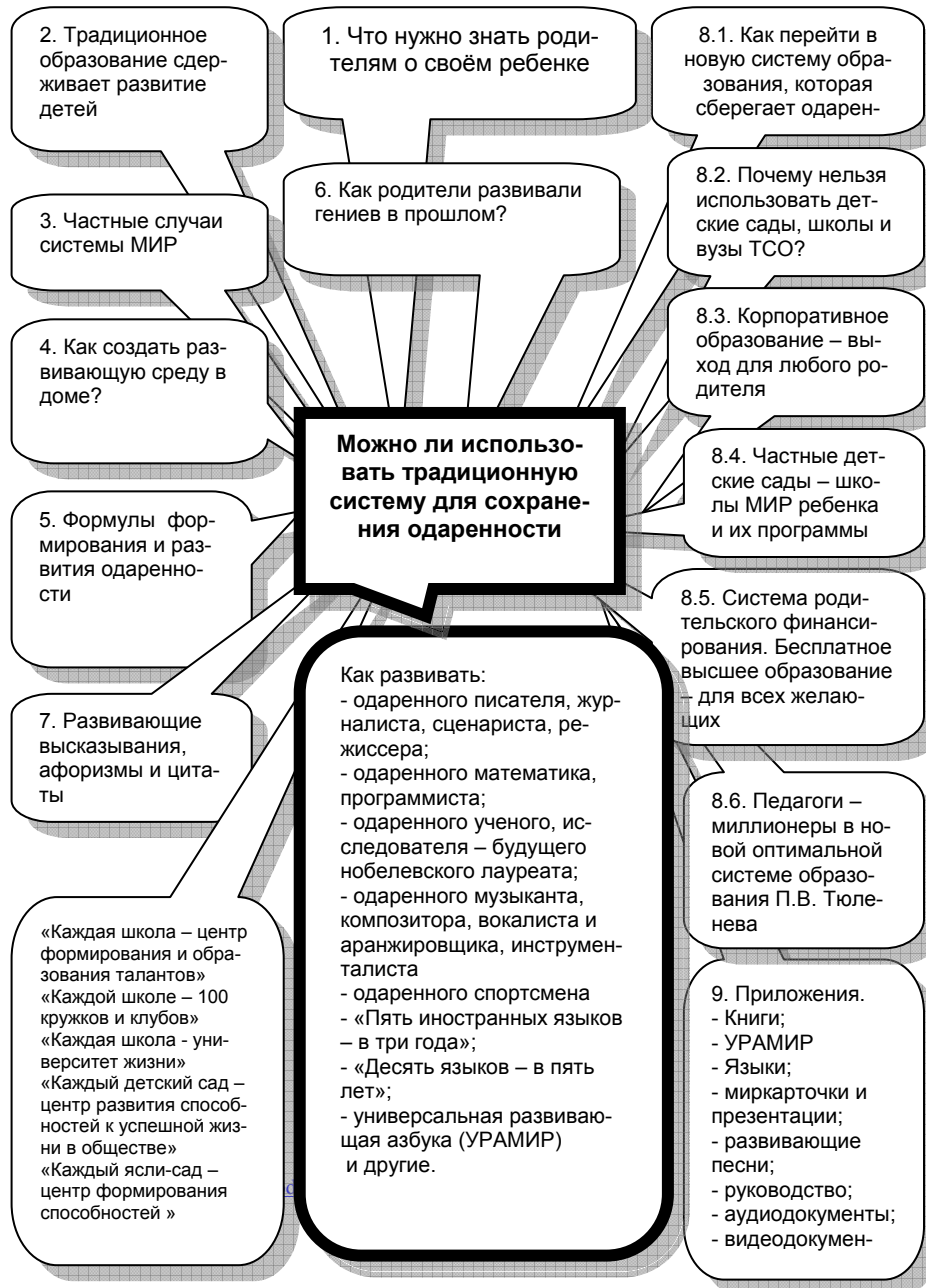 2. Традиционное
образование сдер-
живает развитие
детей
1. Что нужно знать роди-
телям о своём ребенке
8.1. Как перейти в
новую систему обра-
зования, которая
сберегает одарен-
3. Частные случаи
системы МИР
6. Как родители развивали
гениев в прошлом?
8.2. Почему нельзя
использовать дет-
ские сады, школы и
вузы ТСО?
4. Как создать раз-
вивающую среду в
доме?
8.3. Корпоративное
образование – вы-
ход для любого ро-
дителя
Можно ли использо-
вать традиционную
систему для сохране-
ния одаренности
8.4. Частные дет-
ские сады – шко-
лы МИР ребенка
и их программы
5. Формулы фор-
мирования и раз-
вития одаренно-
сти
8.5. Система роди-
тельского финанси-
рования. Бесплатное
высшее образование
– для всех желаю-
щих
7. Развивающие
высказывания,
афоризмы и цита-
ты
Как развивать:
- одаренного писателя, жур-
налиста, сценариста, ре-
жиссера;
- одаренного математика,
программиста;
- одаренного ученого, ис-
следователя – будущего
нобелевского лауреата;
- одаренного музыканта,
композитора, вокалиста и
аранжировщика, инструмен-
талиста
- одаренного спортсмена
- «Пять иностранных языков
– в три года»;
- «Десять языков – в пять
лет»;
- универсальная развиваю-
щая азбука (УРАМИР)
и другие.
8.6. Педагоги –
миллионеры в но-
вой оптимальной
системе образо-
вания П.В. Тюле-
нева
«Каждая школа – центр
формирования и обра-
зования талантов»
«Каждой школе – 100
кружков и клубов»
«Каждая школа - уни-
верситет жизни»
«Каждый детский сад –
центр развития способ-
ностей к успешной жиз-
ни в обществе»
«Каждый ясли-сад –
центр формирования
способностей »
9. Приложения.
- Книги;
- УРАМИР
- Языки;
- миркарточки и
презентации;
- развивающие
песни;
- руководство;
- аудиодокументы;
- видеодокумен-